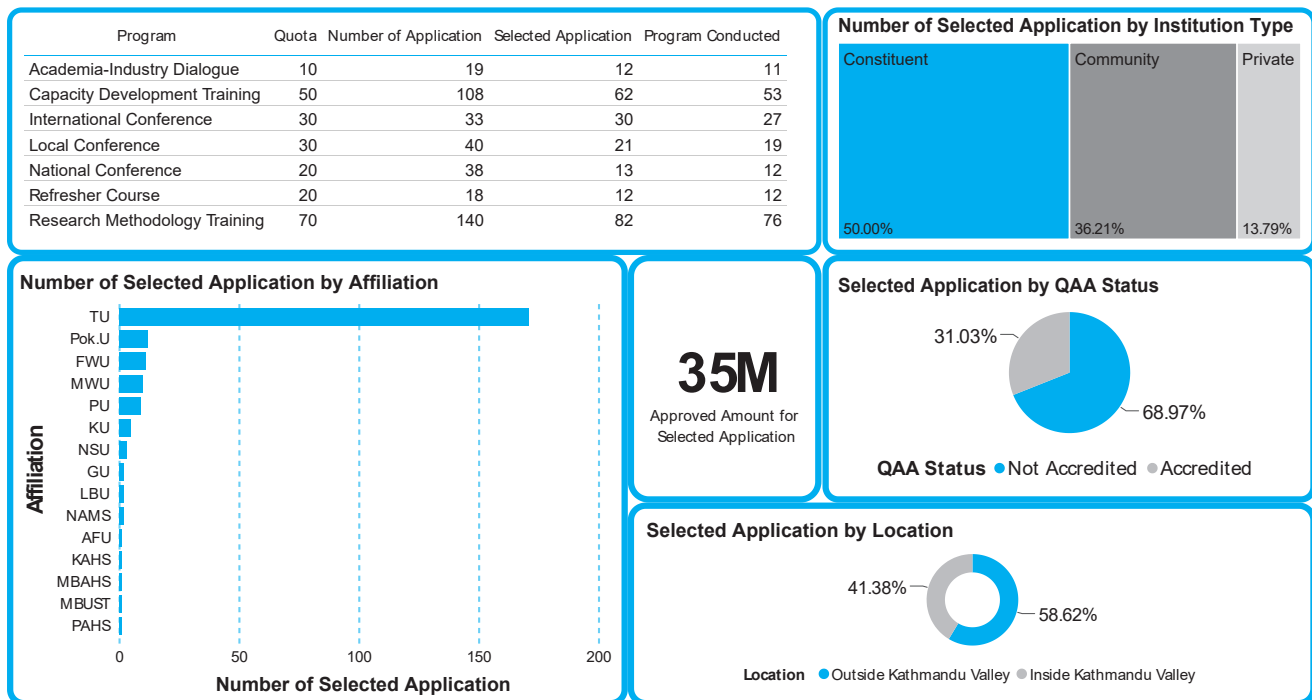 Program Quota Number of Application Selected Application Program Conducted
Academia-Industry Dialogue 10 19 12 11
Capacity Development Training 50 108 62 53
International Conference 30 33 30 27
Local Conference 30 40 21 19
National Conference 20 38 13 12
Refresher Course 20 18 12 12
Research Methodology Training 70 140 82 76
Number of Selected Application by Institution Type
Constituent Community Private
50.00% 36.21% 13.79%
Number of Selected Application by Affiliation
Affiliation
TU
Pok.U
FWU
MWU
PU
KU
NSU
GU
LBU
NAMS
AFU
KAHS
MBAHS
MBUST
PAHS
0 50 100 150 200
Number of Selected Application
35M
Approved Amount for
Selected Application
Selected Application by QAA Status
31.03%
68.97%
QAA Status Not Accredited Accredited
Selected Application by Location
41.38%
58.62%
Location Outside Kathmandu Valley Inside Kathmandu Valley